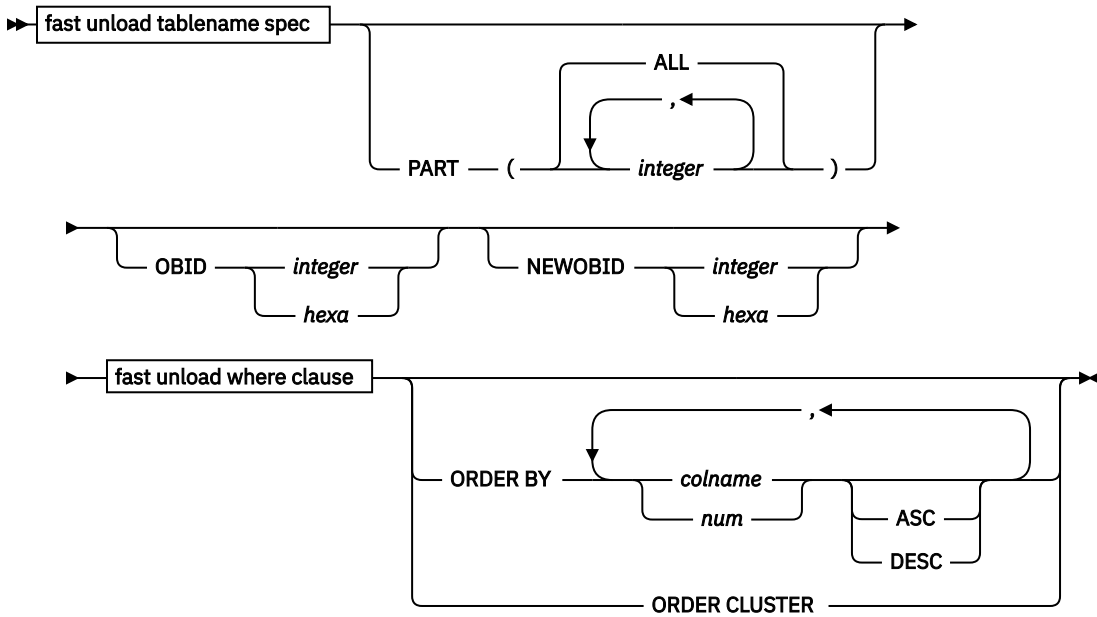 fast unload tablename spec
ALL
,
PART ( integer )
OBID integer NEWOBID integer
hexa hexa
fast unload where clause
,
ORDER BY colname
num ASC
DESC
ORDER CLUSTER